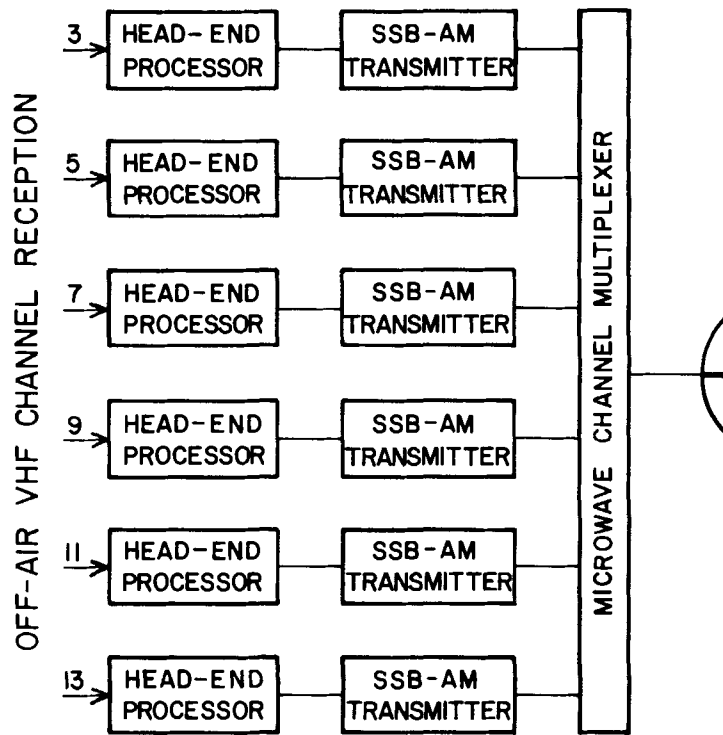 OFF-AIR VHF CHANNEL RECEPTION
3
HEAD-END
PROCESSOR
SSB-AM
TRANSMITTER
5
HEAD-END
PROCESSOR
SSB-AM
TRANSMITTER
7
HEAD-END
PROCESSOR
SSB-AM
TRANSMITTER
9
HEAD-END
PROCESSOR
SSB-AM
TRANSMITTER
11
HEAD-END
PROCESSOR
SSB-AM
TRANSMITTER
13
HEAD-END
PROCESSOR
SSB-AM
TRANSMITTER
MICROWAVE CHANNEL MULTIPLEXER